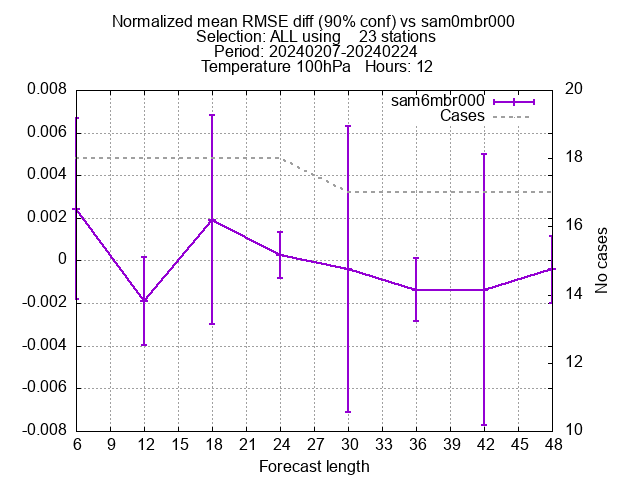 Normalized mean RMSE diff (90% conf) vs sam0mbr000
Selection: ALL using    23 stations
Period: 20240207-20240224
Temperature 100hPa   Hours: 12
sam6mbr000
Cases
0.008
0.006
0.004
0.002
0
-0.002
-0.004
-0.006
-0.008
20
18
16
14
12
10
No cases
6 9 12 15 18 21 24 27 30 33 36 39 42 45 48
Forecast length